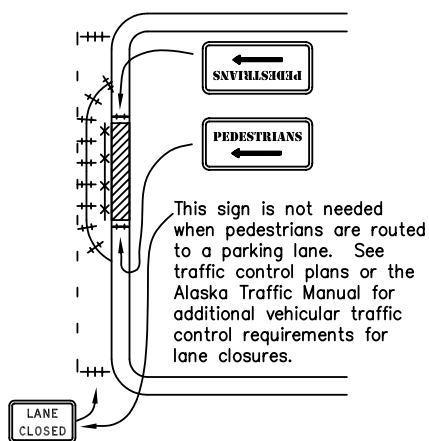 PEDESTRIANS
PEDESTRIANS
This sign is not needed
when pedestrians are routed
to a parking lane. See
traffic control plans or the
Alaska Traffic Manual for
additional vehicular traffic
control requirements for
lane closures.
LANE
CLOSED